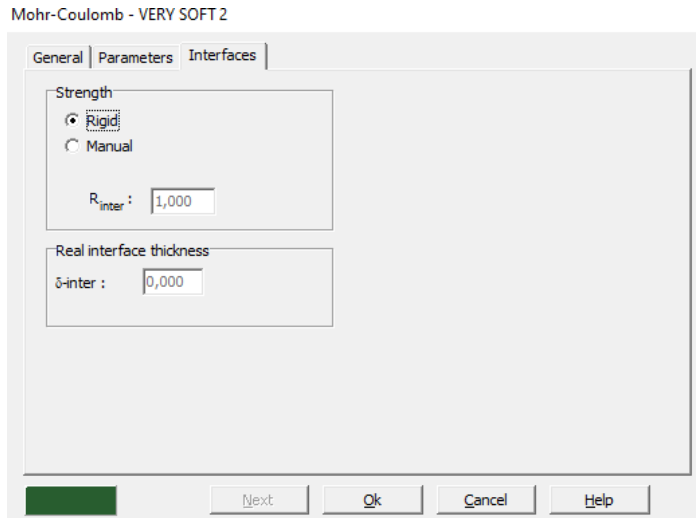 Mohr-Coulomb - VERY SOFT 2
General Parameters Interfaces
Strength
Rigid
Manual
Rinter : 1,000
Real interface thickness
δ-inter : 0,000
Next Ok Cancel Help